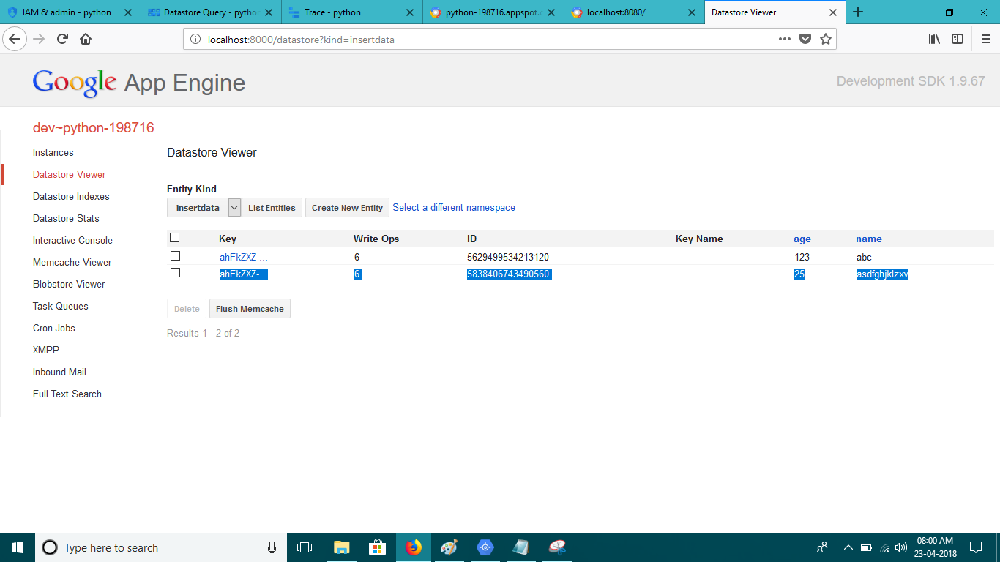 IAM & admin - python
Datastore Query - python
Trace - python
python-198716.appspot.c
localhost:8080/
Datastore Viewer
localhost:8000/datastore?kind=insertdata
Google App Engine
Development SDK 1.9.67
dev~python-198716
Instances
Datastore Viewer
Datastore Indexes
Datastore Stats
Interactive Console
Memcache Viewer
Blobstore Viewer
Task Queues
Cron Jobs
XMPP
Inbound Mail
Full Text Search
Datastore Viewer
Entity Kind
insertdata List Entities Create New Entity Select a different namespace
Key Write Ops ID Key Name age name
ahFkZXZ-... 6 5629499534213120 123 abc
ahFkZXZ-... 6 5838406743490560 25 asdfghjklzxv
Delete Flush Memcache
Results 1 - 2 of 2
Type here to search
08:00 AM
23-04-2018